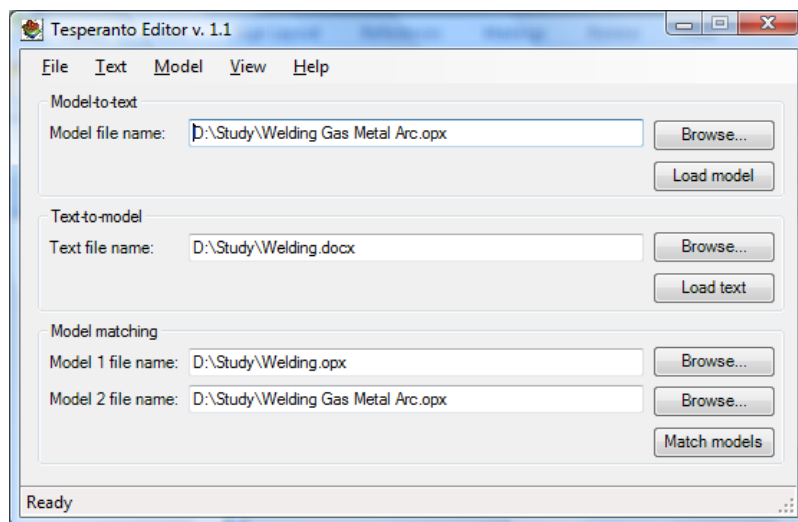 Tesperanto Editor v. 1.1
File Text Model View Help
Model-to-text
Model file name: D:\Study\Welding Gas Metal Arc.opx Browse...
Load model
Text-to-model
Text file name: D:\Study\Welding.docx Browse...
Load text
Model matching
Model 1 file name: D:\Study\Welding.opx Browse...
Model 2 file name: D:\Study\Welding Gas Metal Arc.opx Browse...
Match models
Ready